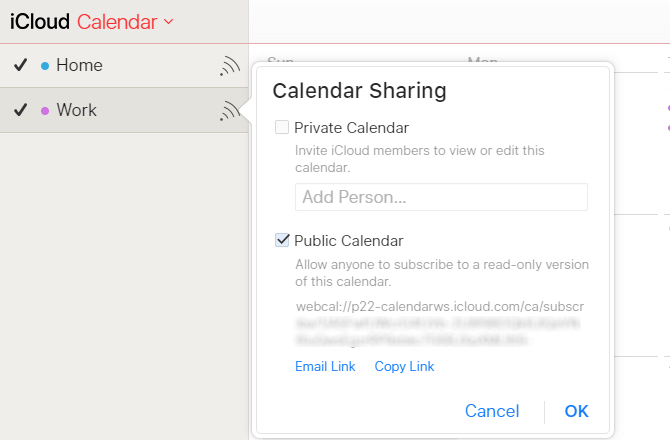 iCloud Calendar
Home
Work
Sun
Mon
Calendar Sharing
Private Calendar
Invite iCloud members to view or edit this
calendar.
Add Person...
Public Calendar
Allow anyone to subscribe to a read-only version
of this calendar.
webcal://p22-calendarws.icloud.com/ca/subscr
Email Link Copy Link
Cancel OK